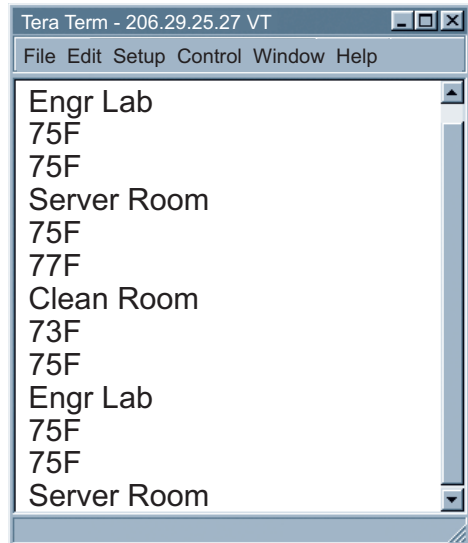 Tera Term - 206.29.25.27 VT
File Edit Setup Control Window Help
Engr Lab
75F
75F
Server Room
75F
77F
Clean Room
73F
75F
Engr Lab
75F
75F
Server Room